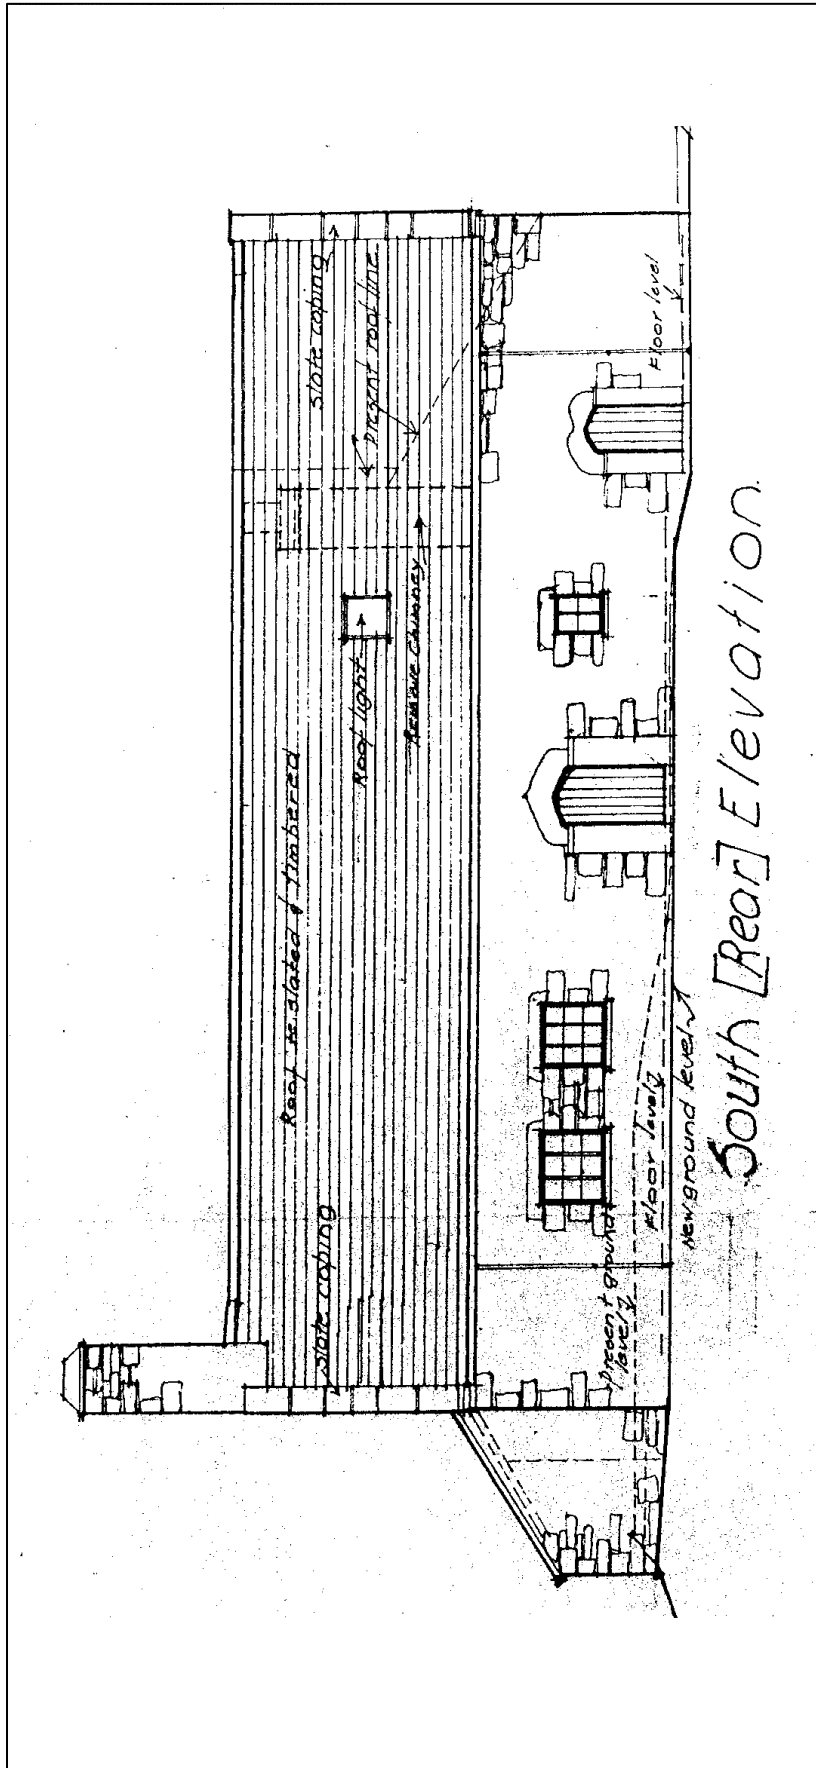 slate coping
Roof to slated & timbered
Roof light
Remove Chimney
Present roof line
slate coping
Present ground
level
Floor level
New ground level
Floor level
South [Rear] Elevation.